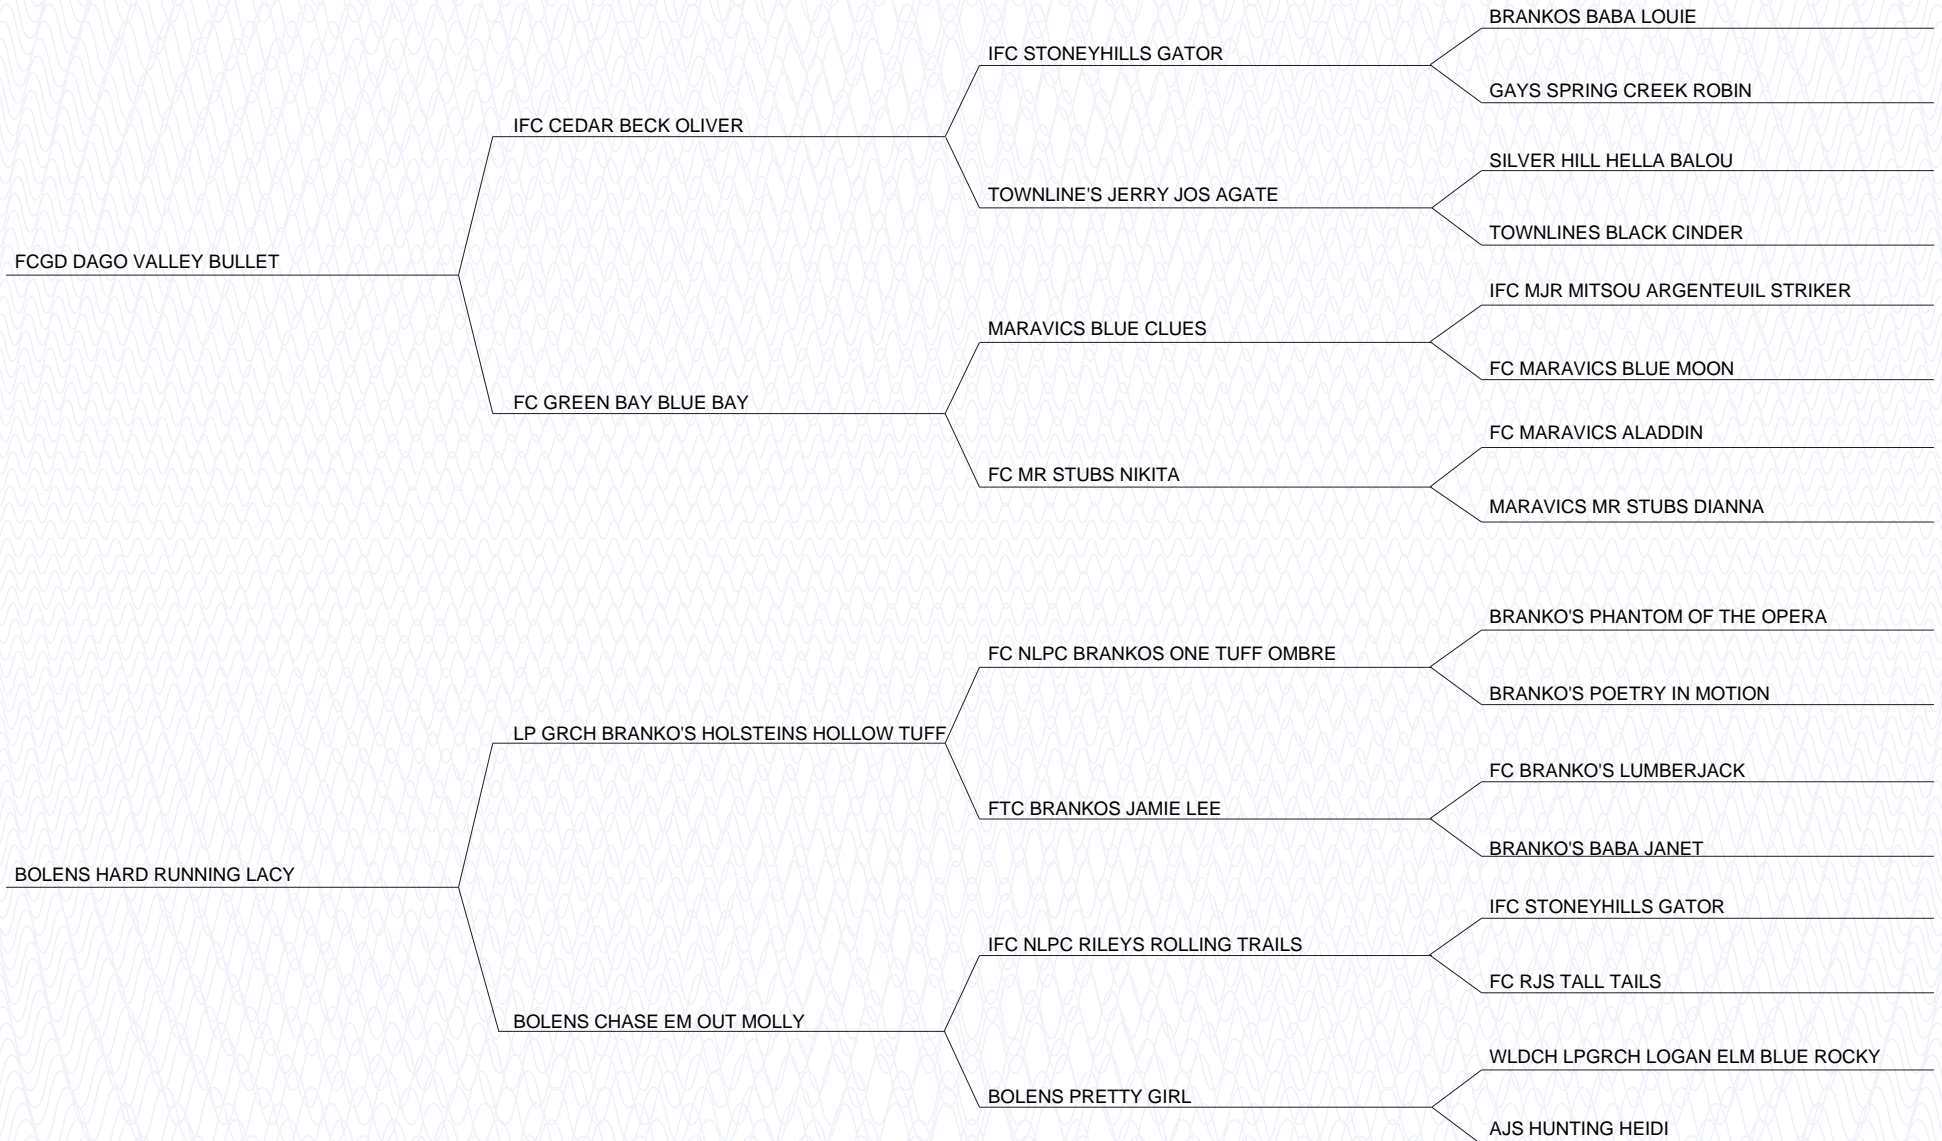 BRANKOS BABA LOUIE
IFC STONEYHILLS GATOR
GAYS SPRING CREEK ROBIN
IFC CEDAR BECK OLIVER
SILVER HILL HELLA BALOU
TOWNLINE'S JERRY JOS AGATE
TOWNLINES BLACK CINDER
FCGD DAGO VALLEY BULLET
IFC MJR MITSOU ARGENTEUIL STRIKER
MARAVICS BLUE CLUES
FC MARAVICS BLUE MOON
FC GREEN BAY BLUE BAY
FC MARAVICS ALADDIN
FC MR STUBS NIKITA
MARAVICS MR STUBS DIANNA
BRANKO'S PHANTOM OF THE OPERA
FC NLPC BRANKOS ONE TUFF OMBRE
BRANKO'S POETRY IN MOTION
LP GRCH BRANKO'S HOLSTEINS HOLLOW TUFF
FC BRANKO'S LUMBERJACK
FTC BRANKOS JAMIE LEE
BRANKO'S BABA JANET
BOLENS HARD RUNNING LACY
IFC STONEYHILLS GATOR
IFC NLPC RILEYS ROLLING TRAILS
FC RJS TALL TAILS
BOLENS CHASE EM OUT MOLLY
WLDCH LPGRCH LOGAN ELM BLUE ROCKY
BOLENS PRETTY GIRL
AJS HUNTING HEIDI